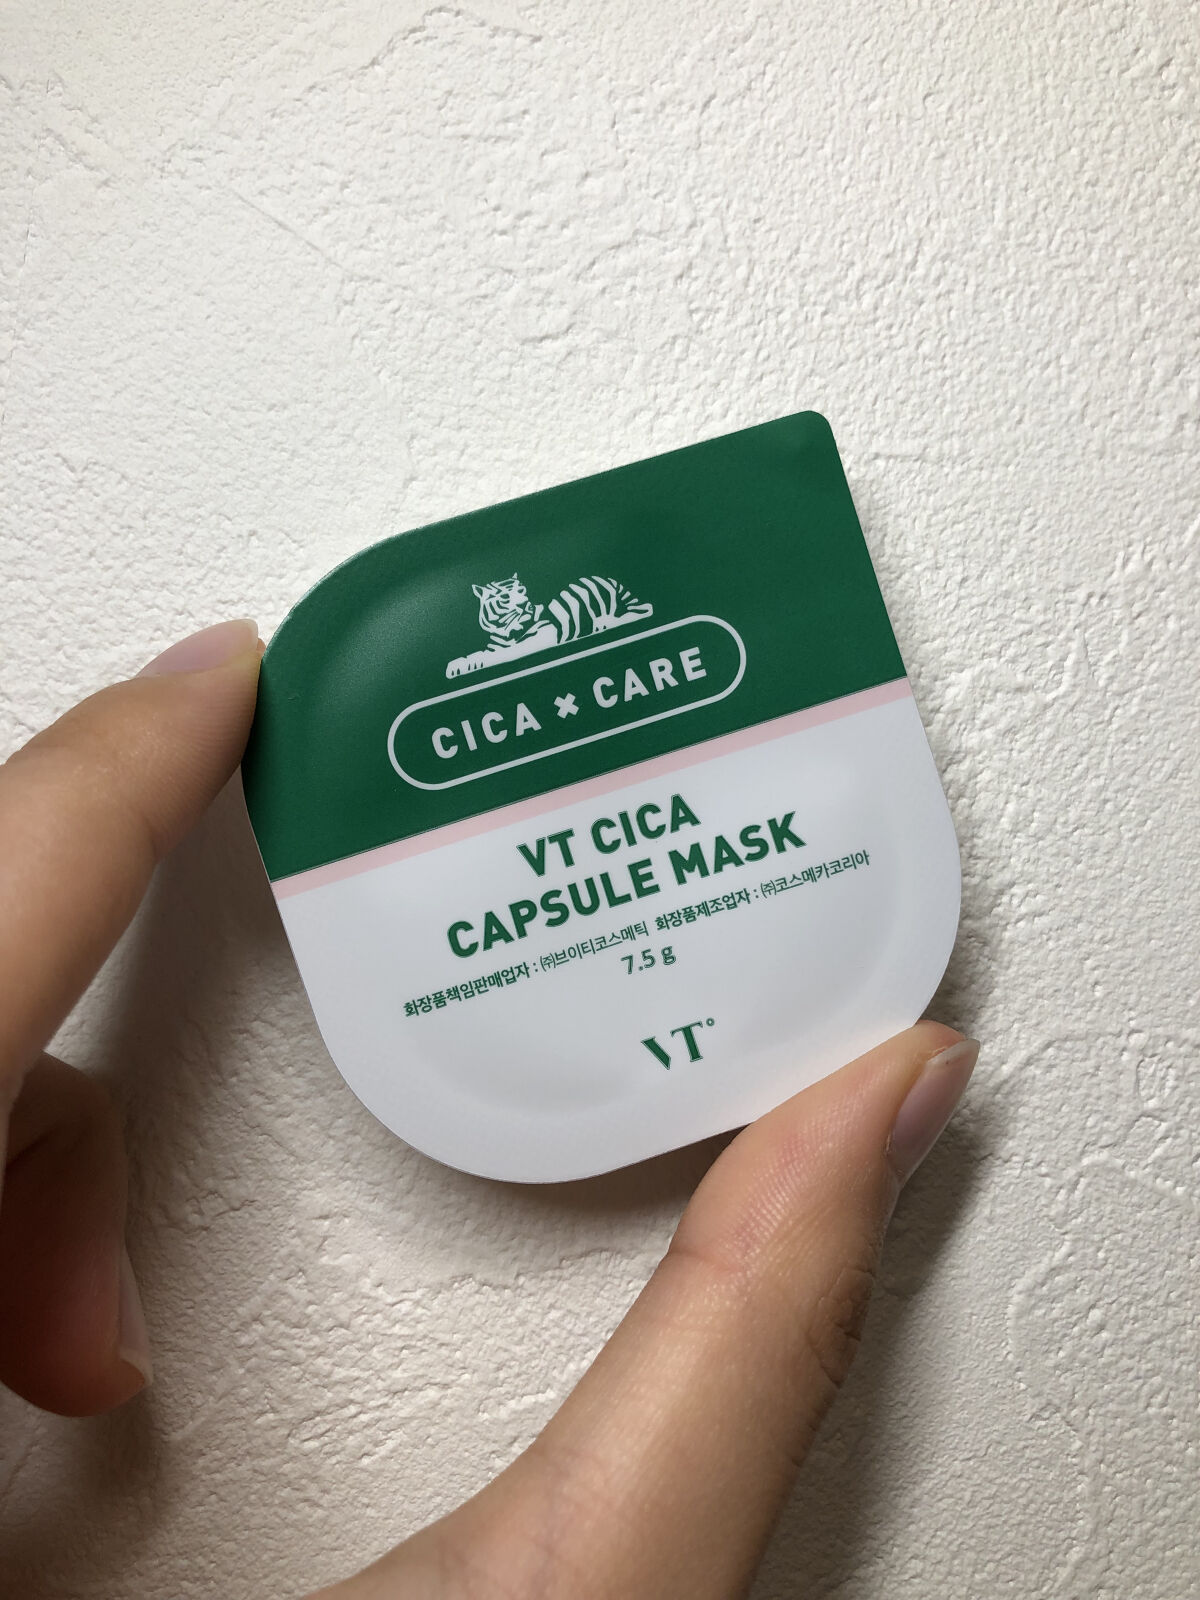 CICA × CARE
VT CICA
CAPSULE MASK
화장품책임판매업자 : ㈜브이티코스메틱 화장품제조업자 : ㈜코스메카코리아
7.5 g
VT°